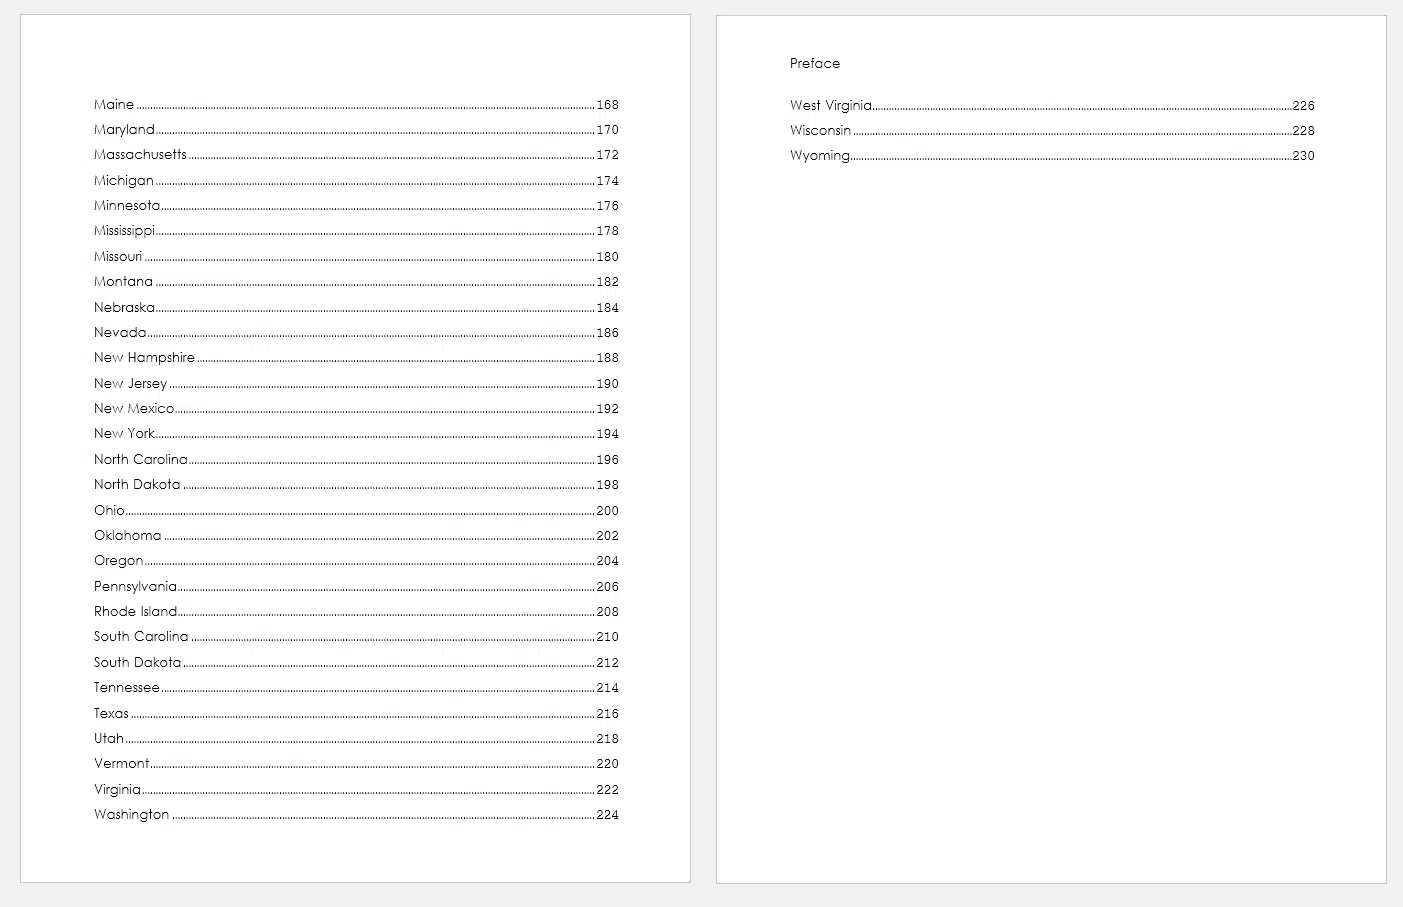 Maine 168
Maryland 170
Massachusetts 172
Michigan 174
Minnesota 176
Mississippi 178
Missouri 180
Montana 182
Nebraska 184
Nevada 186
New Hampshire 188
New Jersey 190
New Mexico 192
New York 194
North Carolina 196
North Dakota 198
Ohio 200
Oklahoma 202
Oregon 204
Pennsylvania 206
Rhode Island 208
South Carolina 210
South Dakota 212
Tennessee 214
Texas 216
Utah 218
Vermont 220
Virginia 222
Washington 224
Preface
West Virginia 226
Wisconsin 228
Wyoming 230